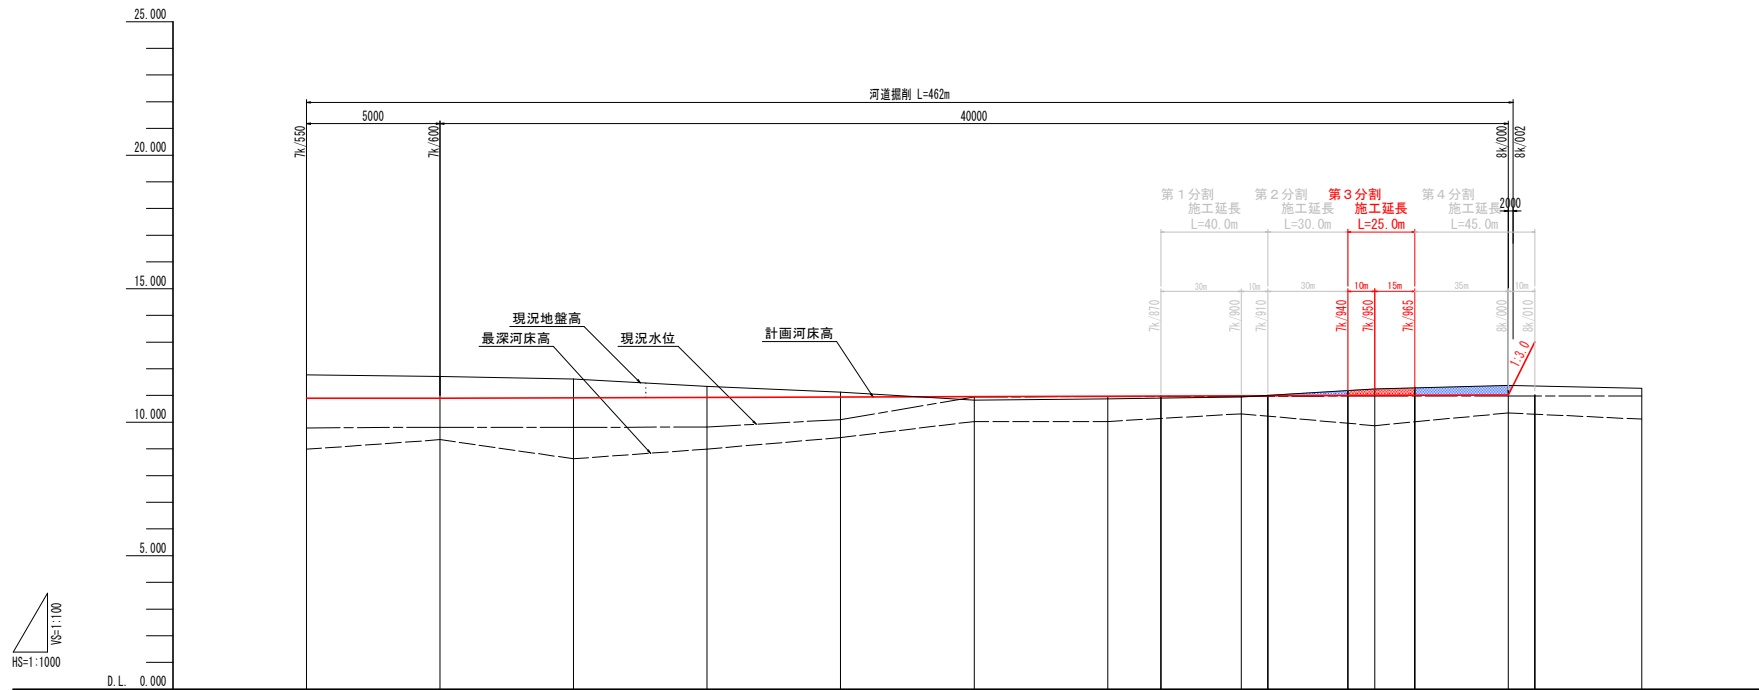 25.000
20.000
15.000
10.000
5.000
D.L. 0.000
VS=1:100
HS=1:1000
河道掘削 L=462m
5000
40000
2000
7k/550
7k/600
8k/000
8k/002
第1分割
施工延長
L=40.0m
第2分割
施工延長
L=30.0m
第3分割
施工延長
L=25.0m
第4分割
施工延長
L=45.0m
30m
10m
30m
10m
15m
35m
10m
7k/870
7k/900
7k/910
7k/940
7k/950
7k/965
8k/000
8k/010
1:3.0
現況地盤高
最深河床高
現況水位
計画河床高